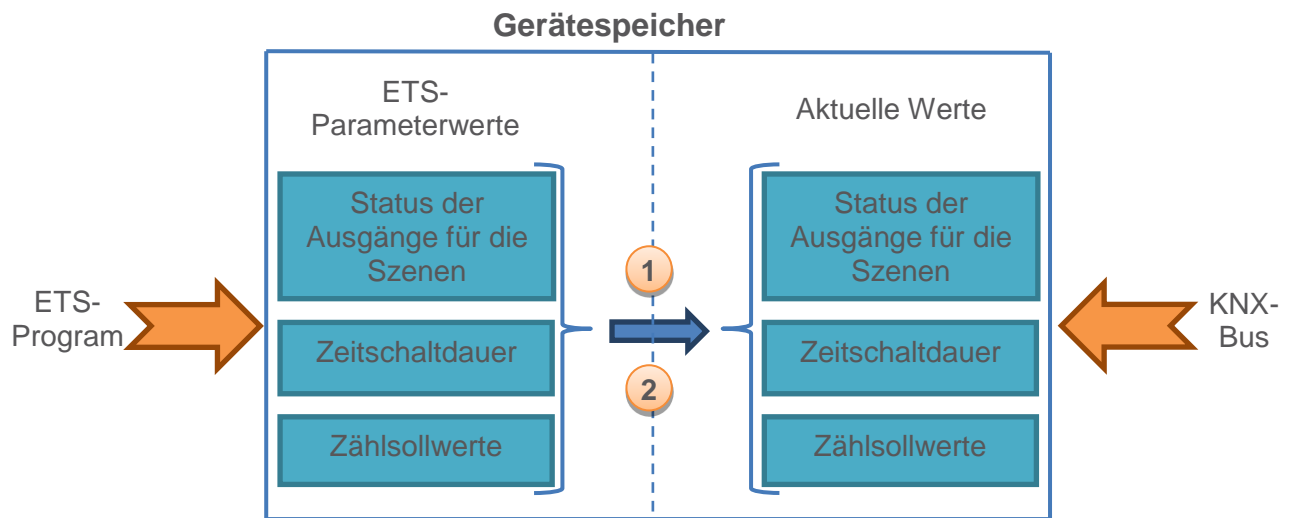 Gerätespeicher
ETS-
Parameterwerte
Aktuelle Werte
Status der
Ausgänge für die
Szenen
Status der
Ausgänge für die
Szenen
1
ETS-
Program
KNX-
Bus
Zeitschaltdauer
Zeitschaltdauer
2
Zählsollwerte
Zählsollwerte